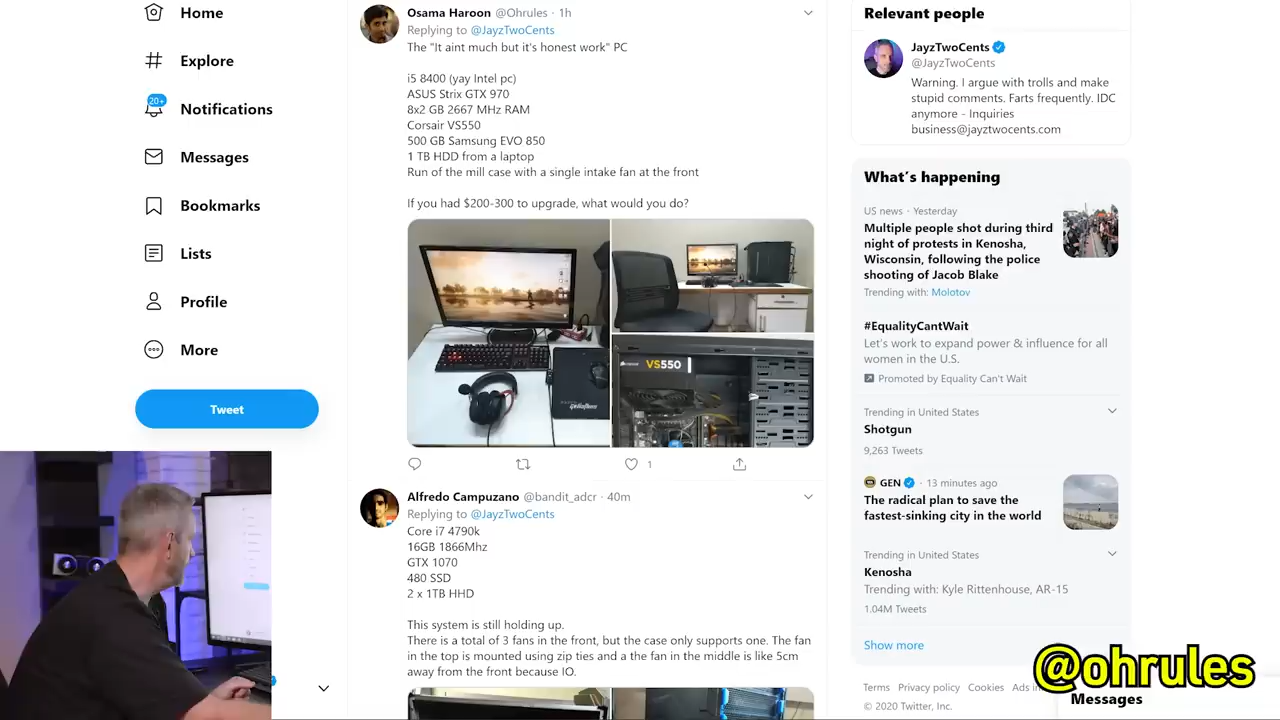 Home
Explore
20+
Notifications
Messages
Bookmarks
Lists
Profile
More
Tweet
Osama Haroon @Ohrules · 1h
Replying to @JayzTwoCents
The "It aint much but it's honest work" PC
i5 8400 (yay Intel pc)
ASUS Strix GTX 970
8x2 GB 2667 MHz RAM
Corsair VS550
500 GB Samsung EVO 850
1 TB HDD from a laptop
Run of the mill case with a single intake fan at the front
If you had $200-300 to upgrade, what would you do?
VS550
1
Alfredo Campuzano @bandit_adcr · 40m
Replying to @JayzTwoCents
Core i7 4790k
16GB 1866Mhz
GTX 1070
480 SSD
2 x 1TB HHD
This system is still holding up.
There is a total of 3 fans in the front, but the case only supports one. The fan
in the top is mounted using zip ties and a the fan in the middle is like 5cm
away from the front because IO.
Relevant people
JayzTwoCents
@JayzTwoCents
Warning. I argue with trolls and make
stupid comments. Farts frequently. IDC
anymore - Inquiries
business@jayztwocents.com
What's happening
US news · Yesterday
Multiple people shot during third
night of protests in Kenosha,
Wisconsin, following the police
shooting of Jacob Blake
Trending with: Molotov
#EqualityCantWait
Let's work to expand power & influence for all
women in the U.S.
Promoted by Equality Can't Wait
Trending in United States
Shotgun
9,263 Tweets
GEN · 13 minutes ago
The radical plan to save the
fastest-sinking city in the world
Trending in United States
Kenosha
Trending with: Kyle Rittenhouse, AR-15
1.04M Tweets
Show more
@ohrules
Terms Privacy policy Cookies Ads
© 2020 Twitter, Inc.
Messages